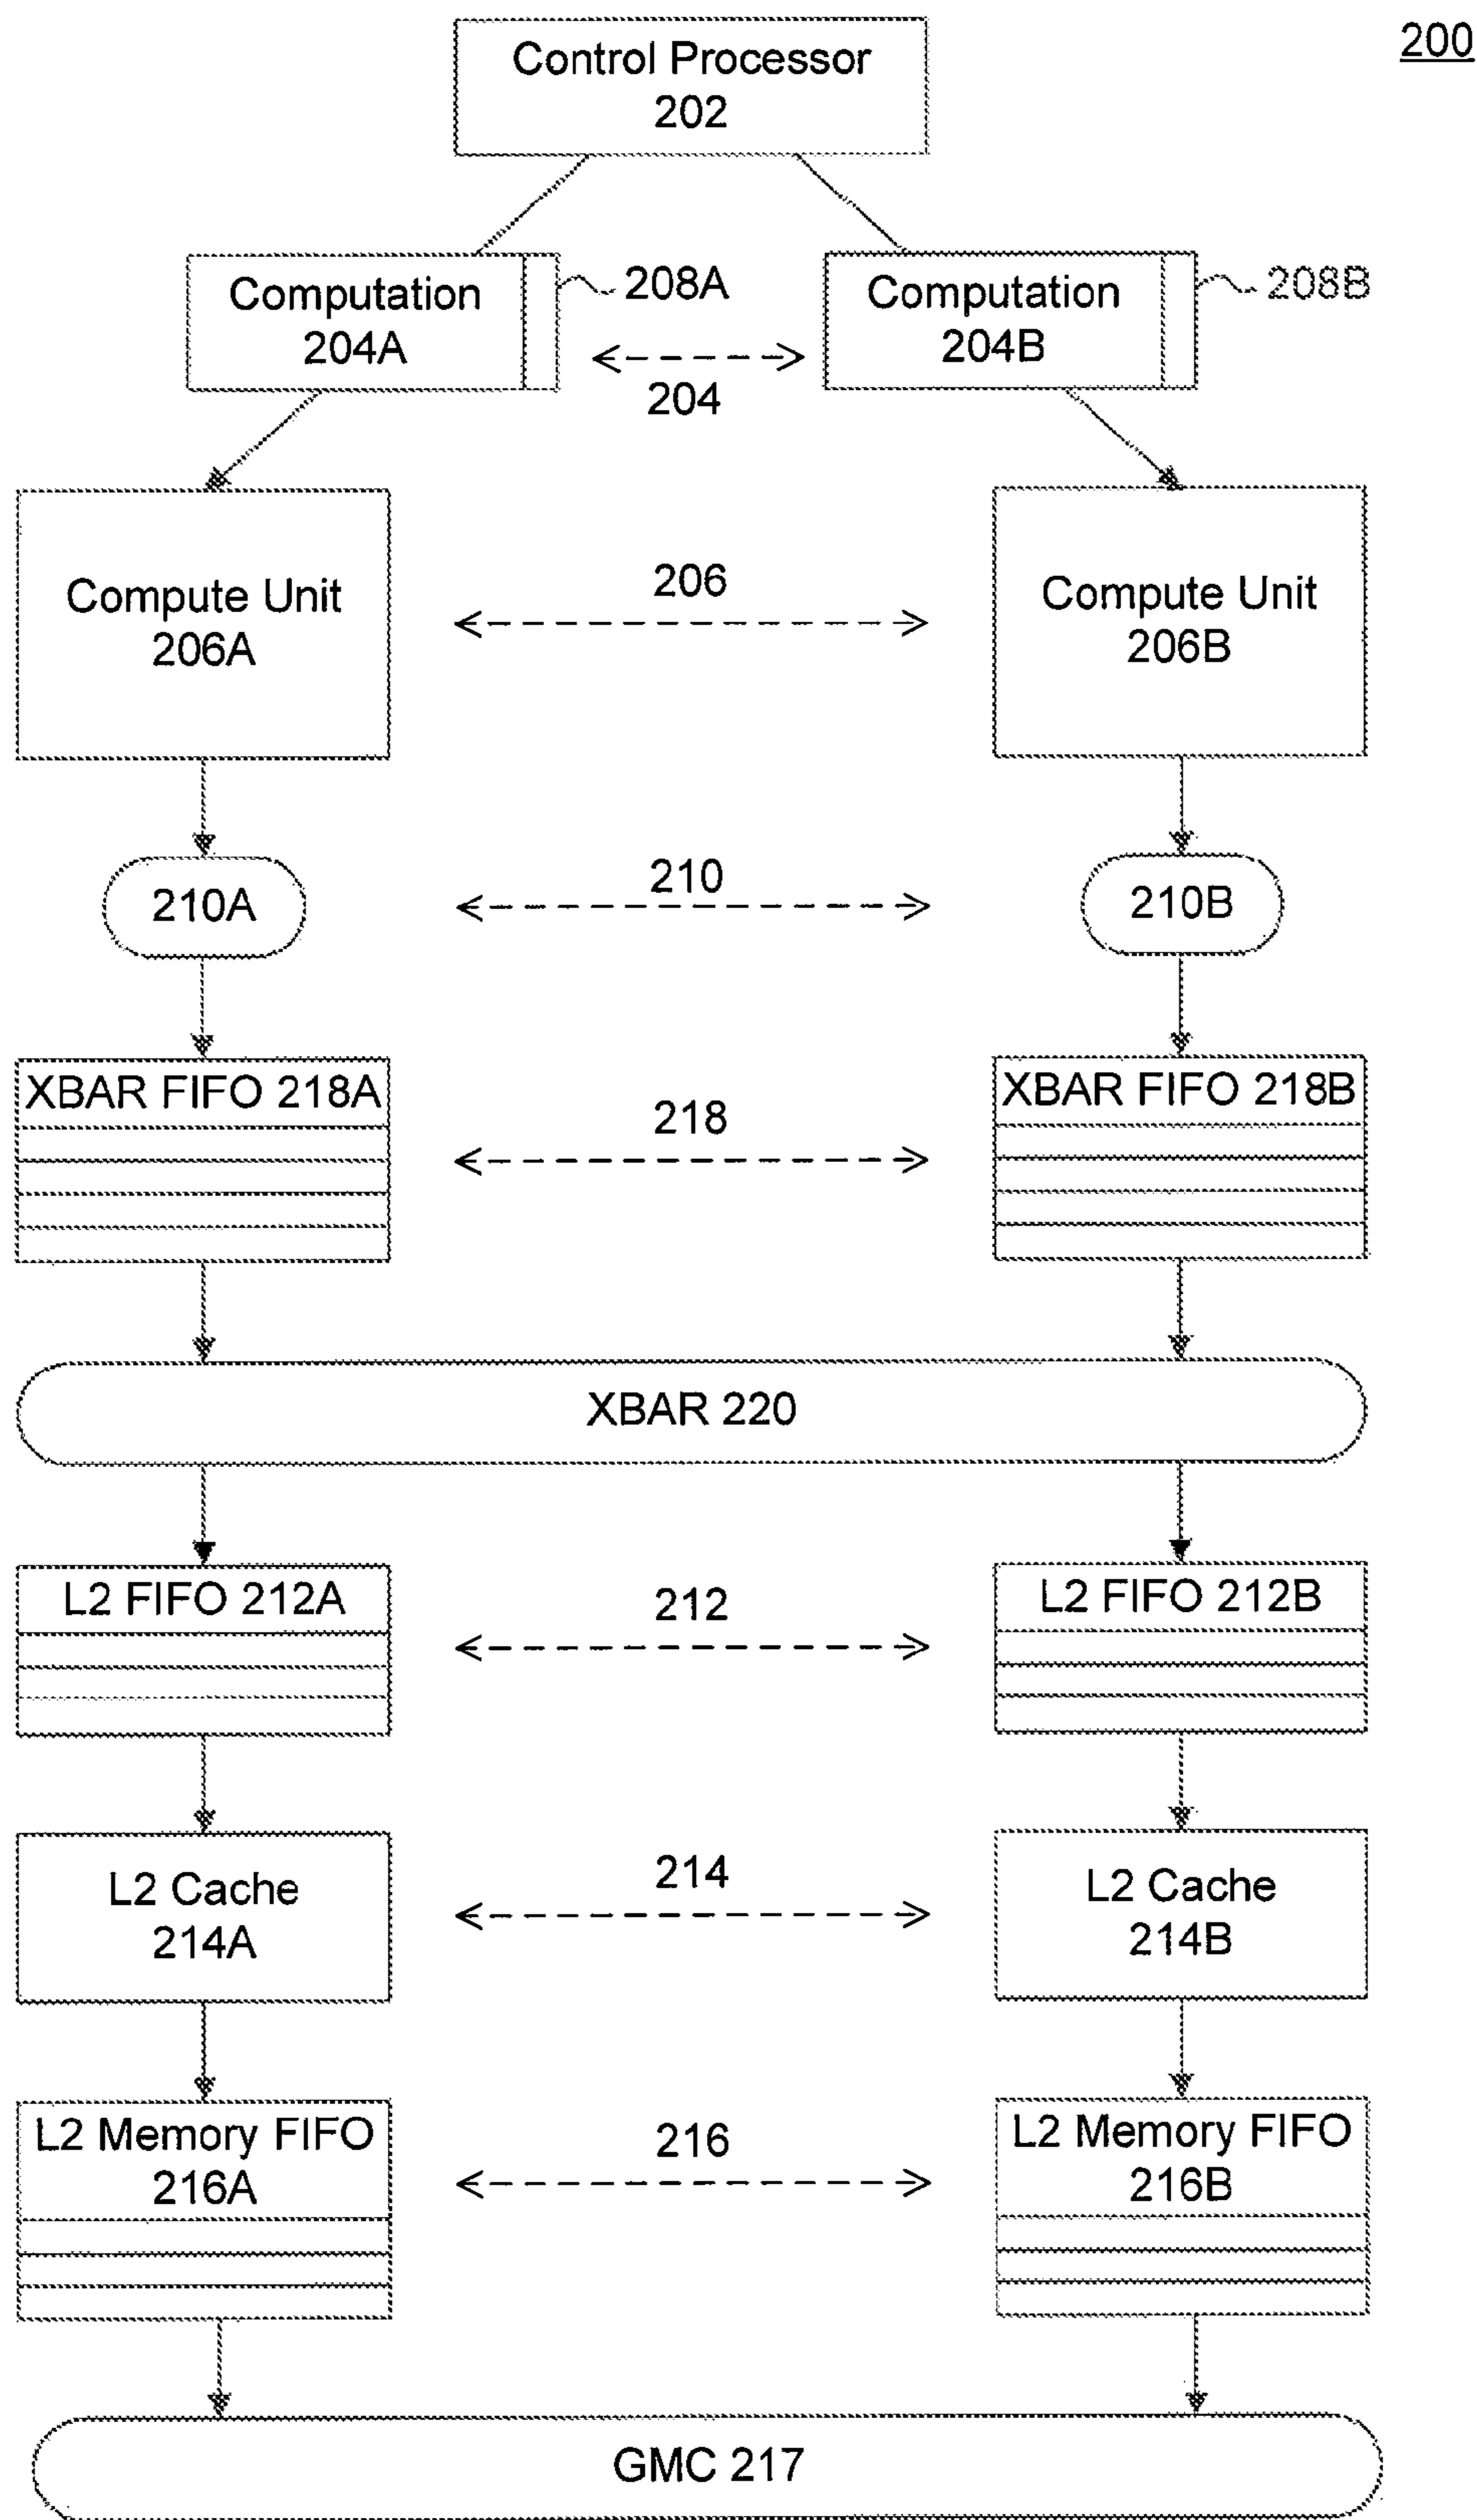 200
Control Processor
202
Computation
204A
208A
Computation
204B
208B
204
Compute Unit
206A
206
Compute Unit
206B
210A
210
210B
XBAR FIFO 218A
218
XBAR FIFO 218B
XBAR 220
L2 FIFO 212A
212
L2 FIFO 212B
L2 Cache
214A
214
L2 Cache
214B
L2 Memory FIFO
216A
216
L2 Memory FIFO
216B
GMC 217